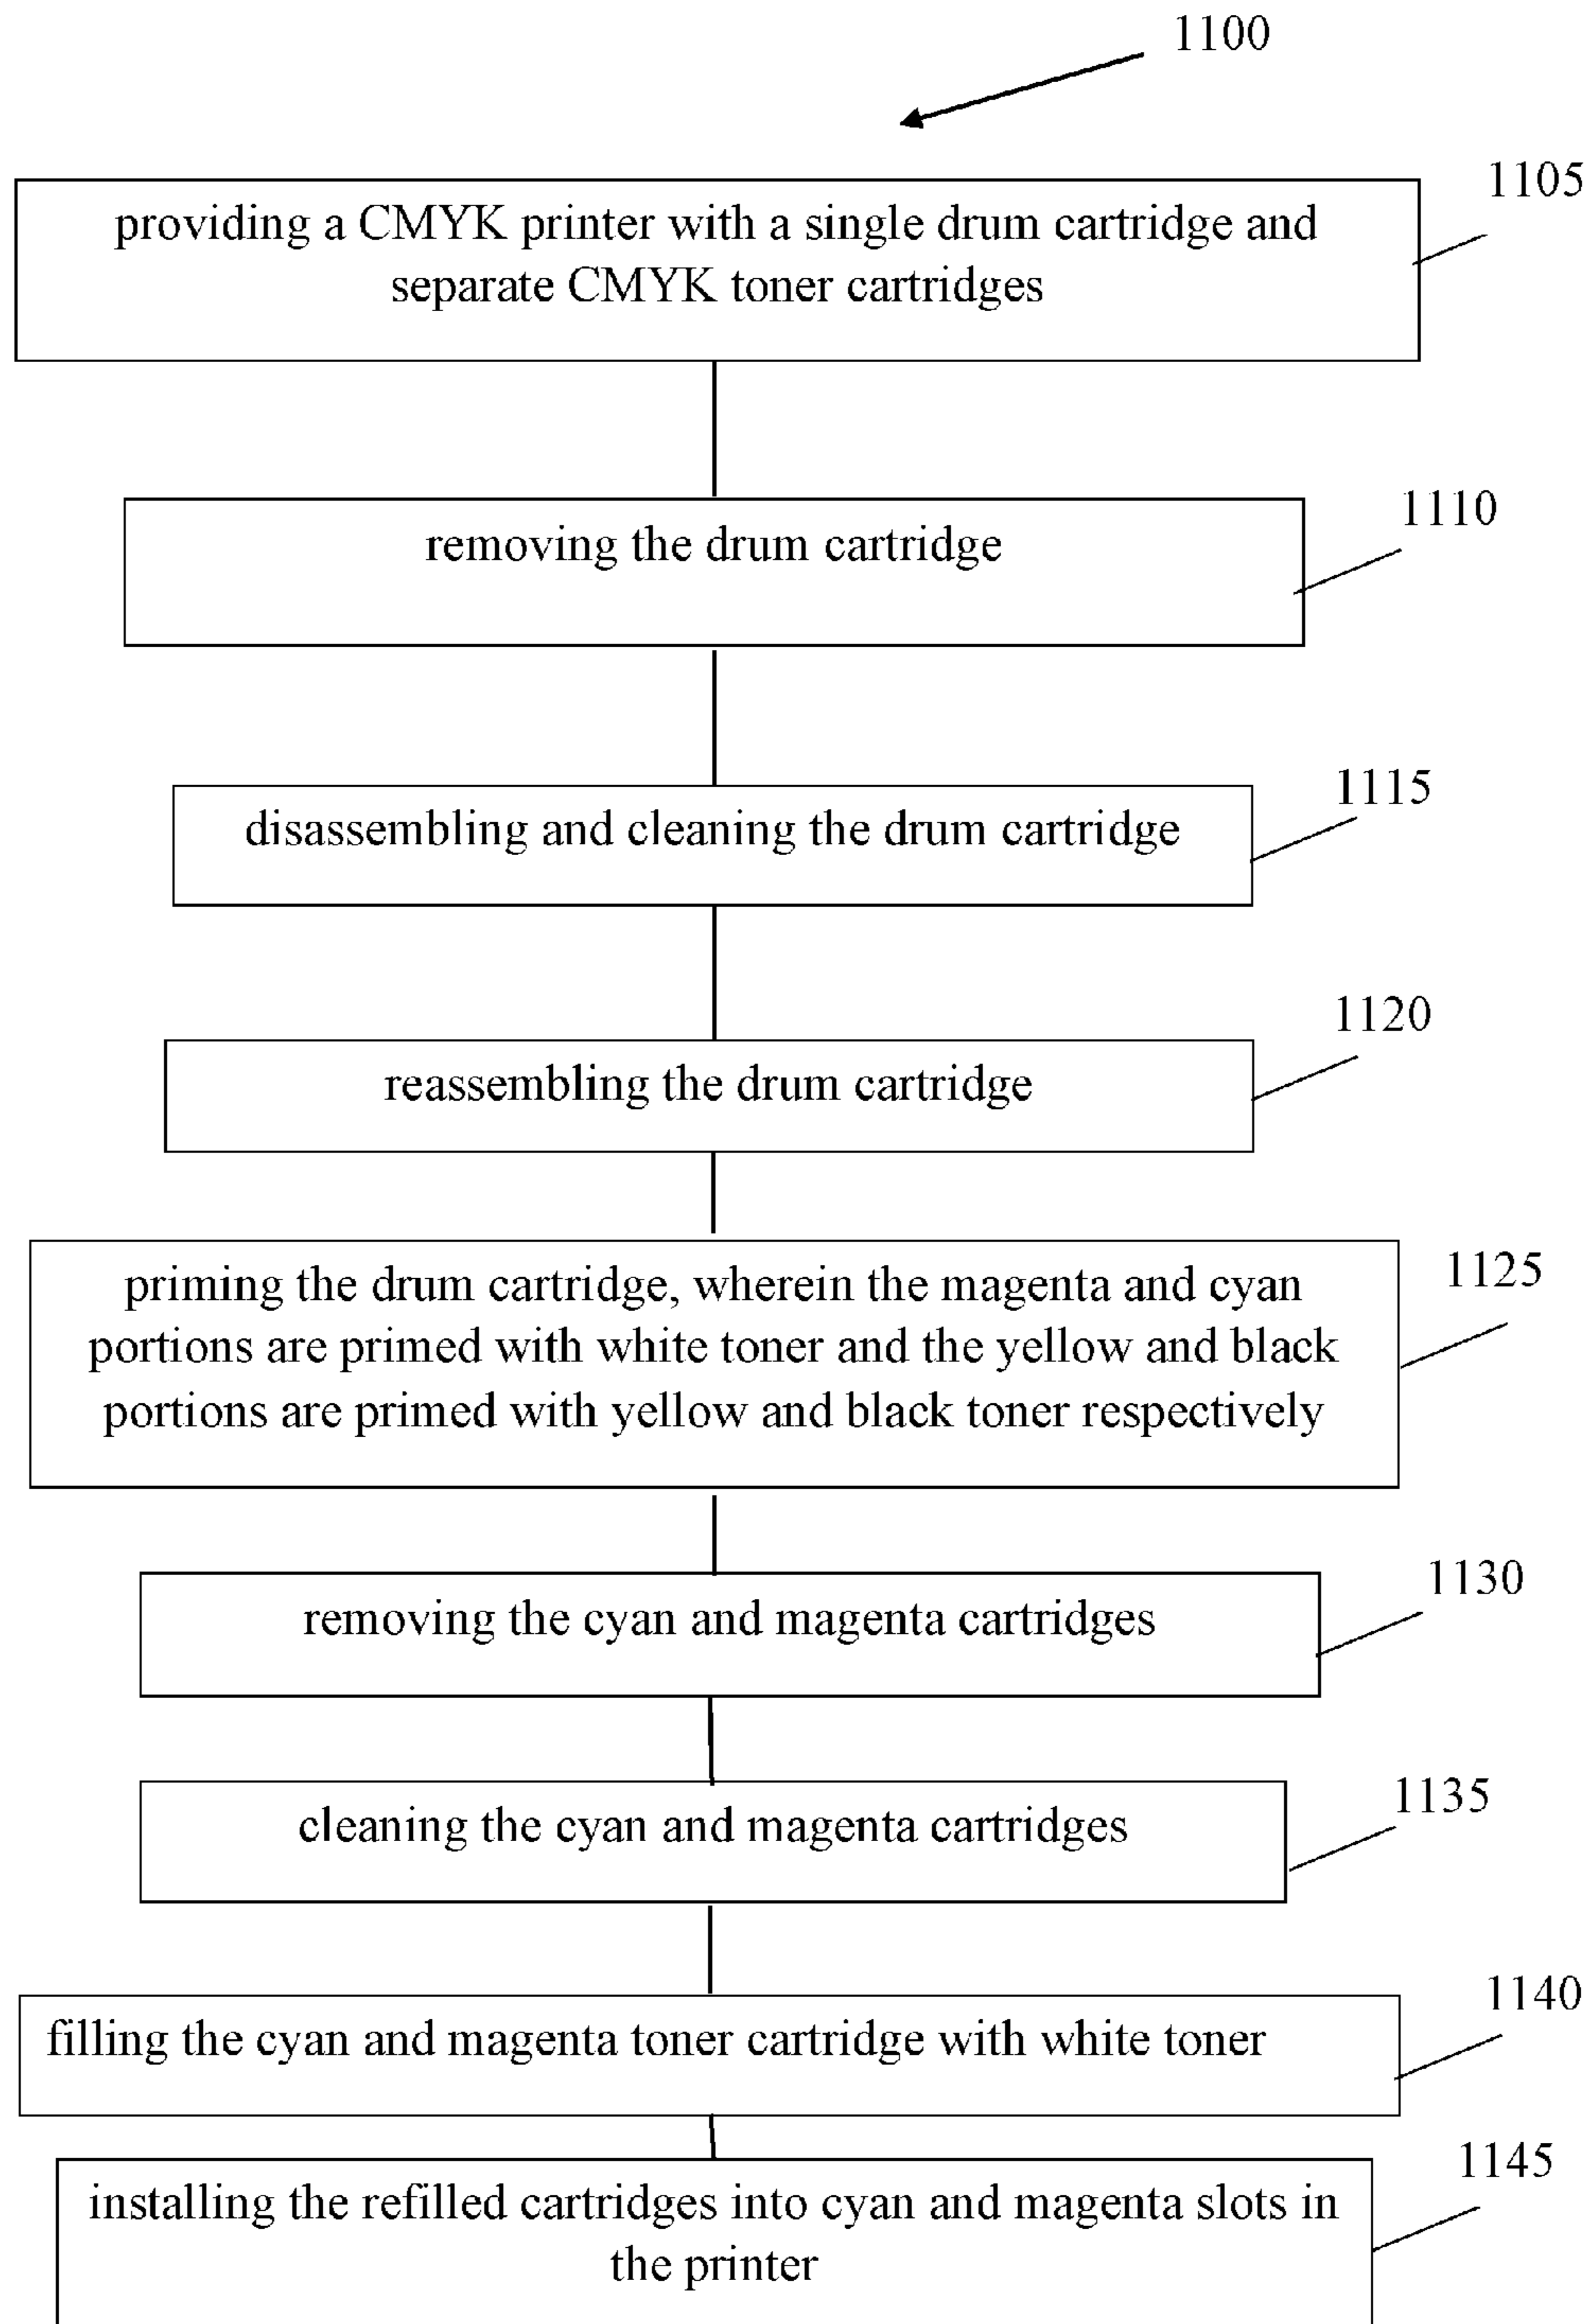 1100
1105
providing a CMYK printer with a single drum cartridge and
separate CMYK toner cartridges
1110
removing the drum cartridge
1115
disassembling and cleaning the drum cartridge
1120
reassembling the drum cartridge
1125
priming the drum cartridge, wherein the magenta and cyan
portions are primed with white toner and the yellow and black
portions are primed with yellow and black toner respectively
1130
removing the cyan and magenta cartridges
1135
cleaning the cyan and magenta cartridges
1140
filling the cyan and magenta toner cartridge with white toner
1145
installing the refilled cartridges into cyan and magenta slots in
the printer